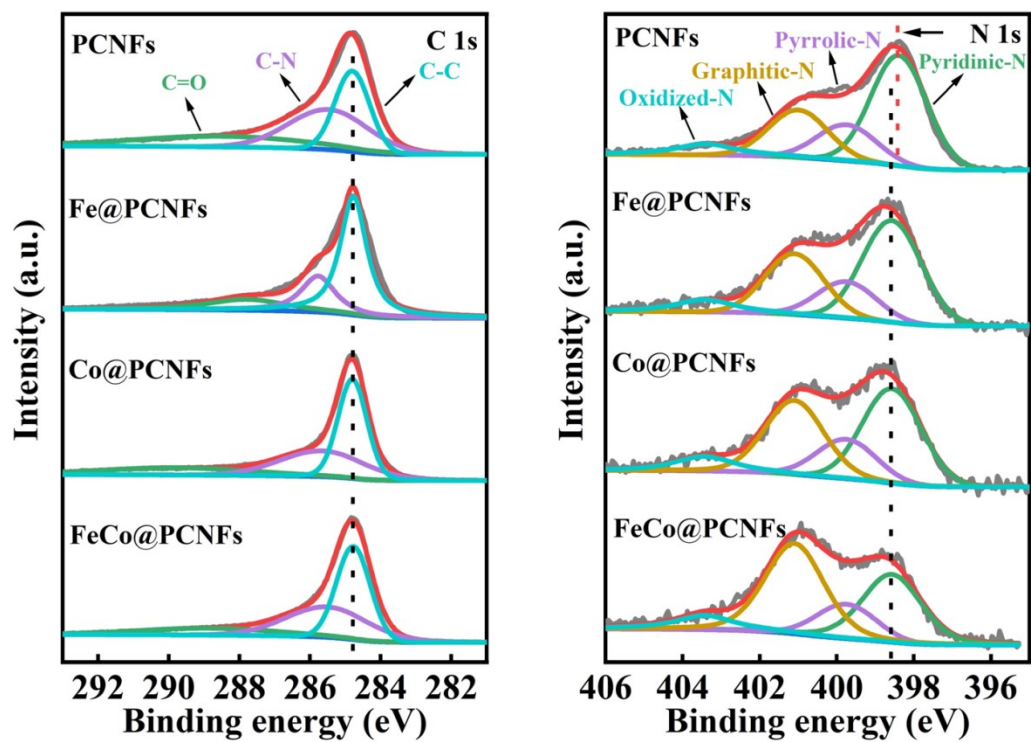 PCNFs
C 1s
C-N
C=O
C-C
Fe@PCNFs
Co@PCNFs
FeCo@PCNFs
Intensity (a.u.)
292 290 288 286 284 282
Binding energy (eV)
PCNFs
N 1s
Pyrrolic-N
Graphitic-N
Pyridinic-N
Oxidized-N
Fe@PCNFs
Co@PCNFs
FeCo@PCNFs
Intensity (a.u.)
406 404 402 400 398 396
Binding energy (eV)